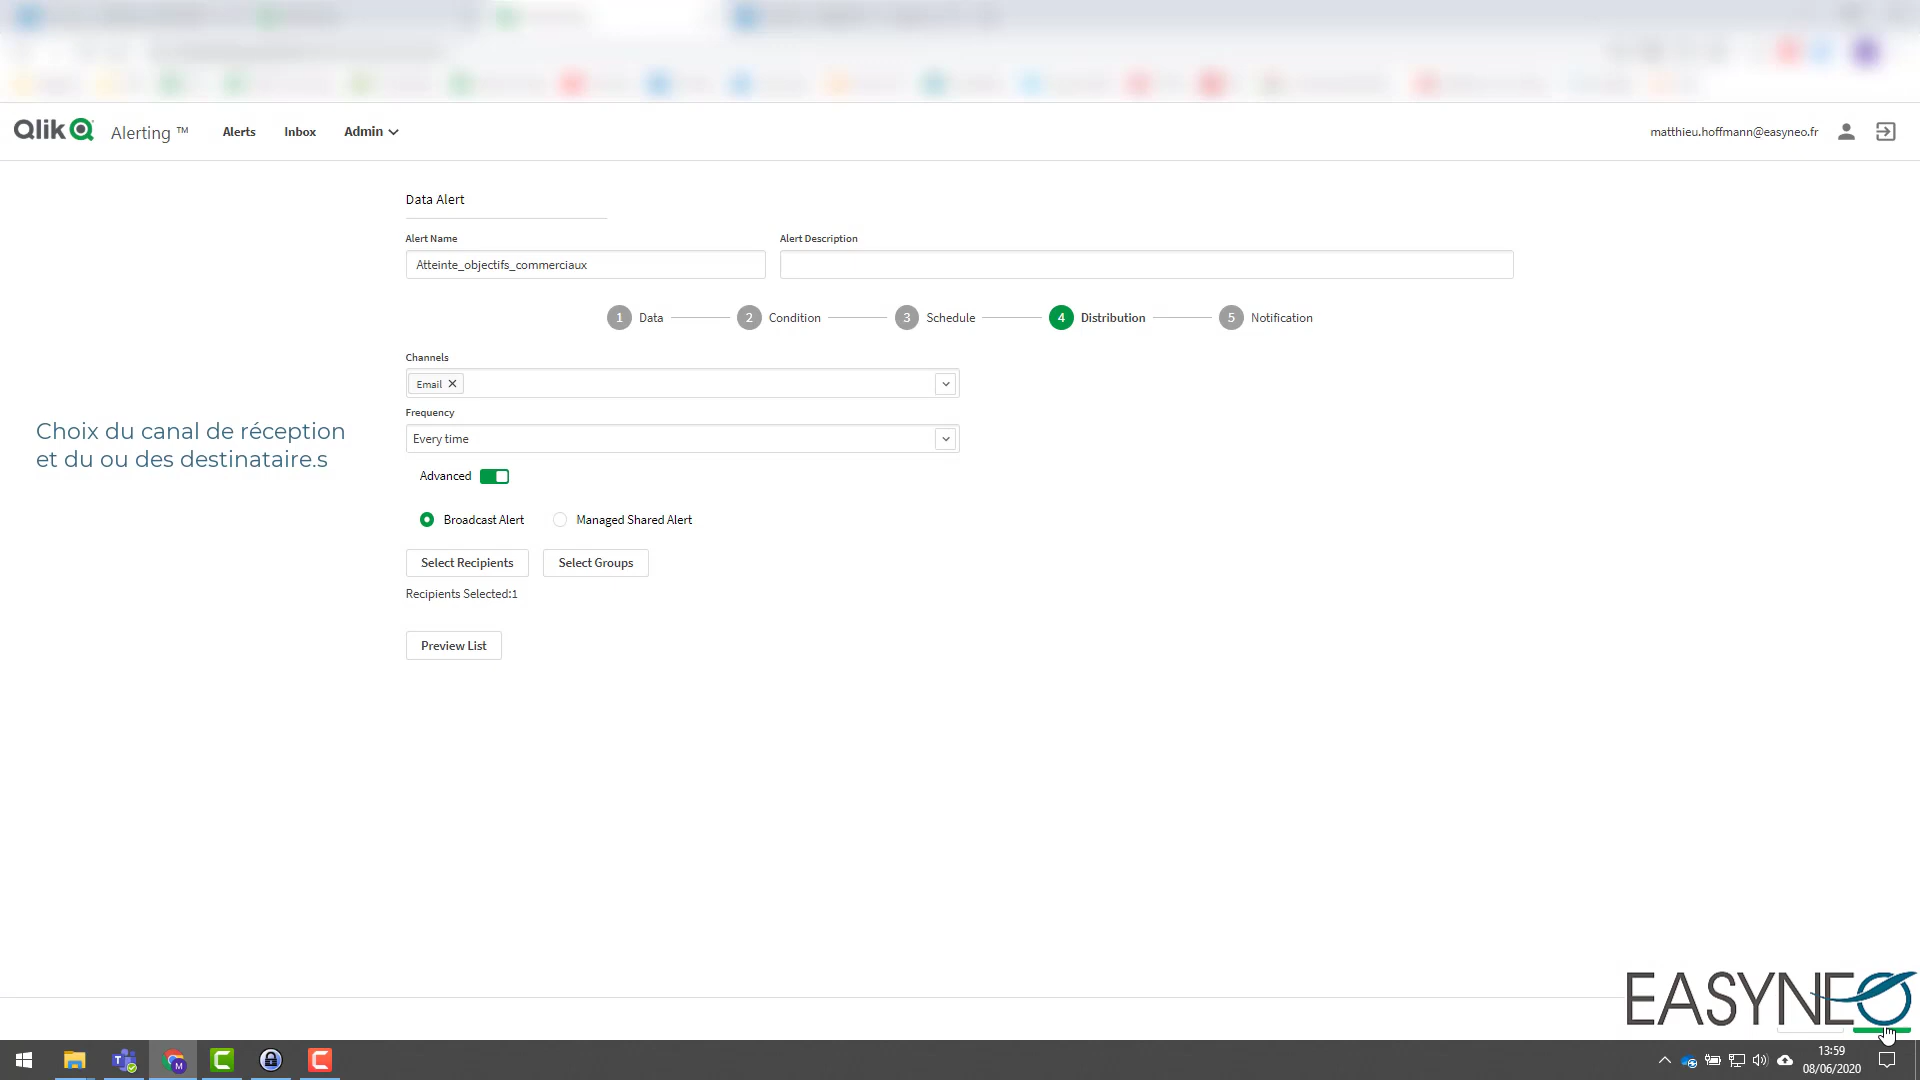 Qlik Alerting ™ Alerts Inbox Admin matthieu.hoffmann@easyneo.fr
Data Alert
Alert Name Alert Description
Atteinte_objectifs_commerciaux
1 Data 2 Condition 3 Schedule 4 Distribution 5 Notification
Channels
Email
Frequency
Every time
Choix du canal de réception
et du ou des destinataire.s
Advanced
Broadcast Alert Managed Shared Alert
Select Recipients Select Groups
Recipients Selected:1
Preview List
EASYNEO
13:59
08/06/2020